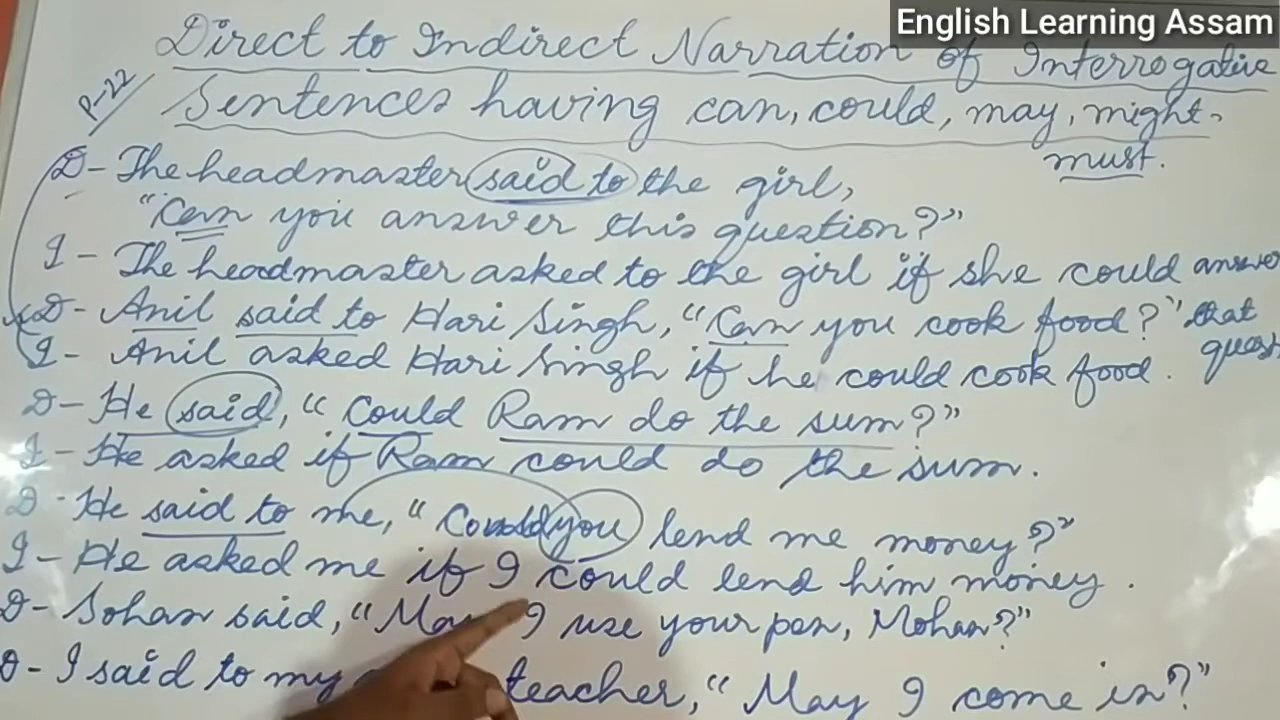 English Learning Assam
Direct to Indirect Narration of Interrogative
P-22
Sentences having can, could, may, might,
must.
D- The headmaster said to the girl,
"Can you answer this question?"
I - The headmaster asked to the girl if she could answer
that
D- Anil said to Hari Singh, "Can you cook food?"
I- Anil asked Hari Singh if he could cook food.
D- He said, "Could Ram do the sum?"
I- He asked if Ram could do the sum.
D- He said to me, "Could you lend me money?"
I- He asked me if I could lend him money.
D- Sohan said, "May I use your pen, Mohan?"
D- I said to my teacher, "May I come in?"